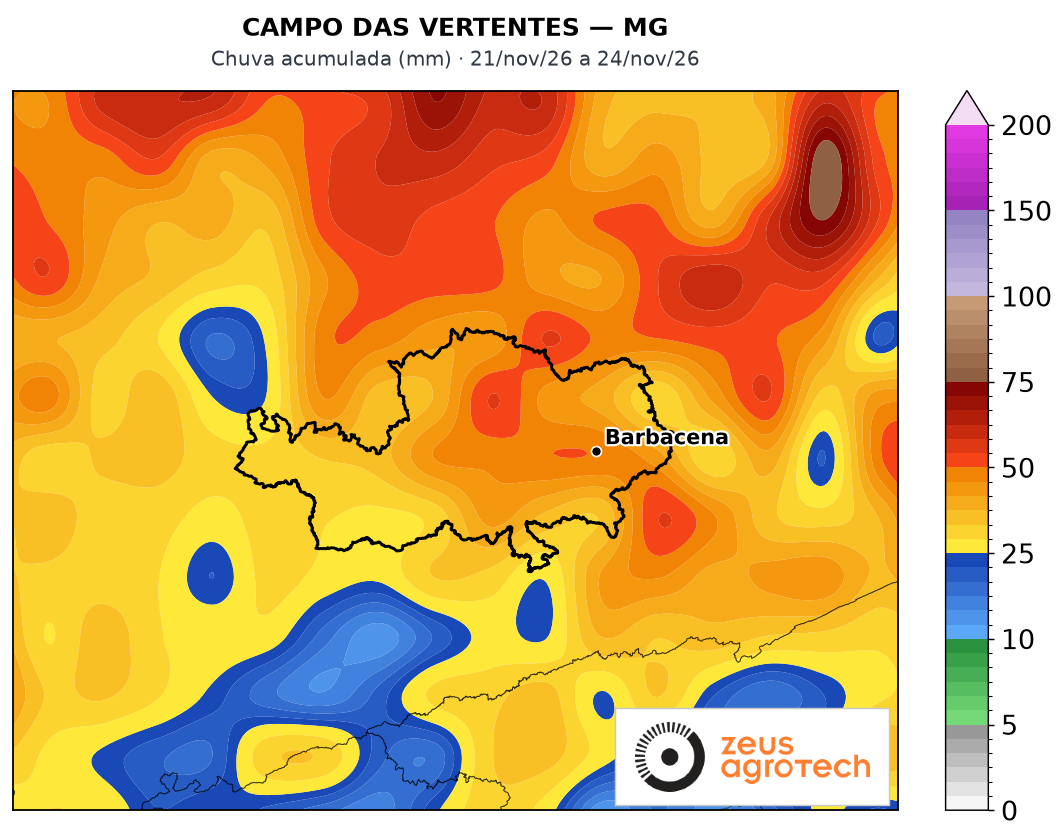 CAMPO DAS VERTENTES — MG
Chuva acumulada (mm) · 21/nov/26 a 24/nov/26
200
150
100
75
50
25
10
5
0
Barbacena
zeus
agrotech